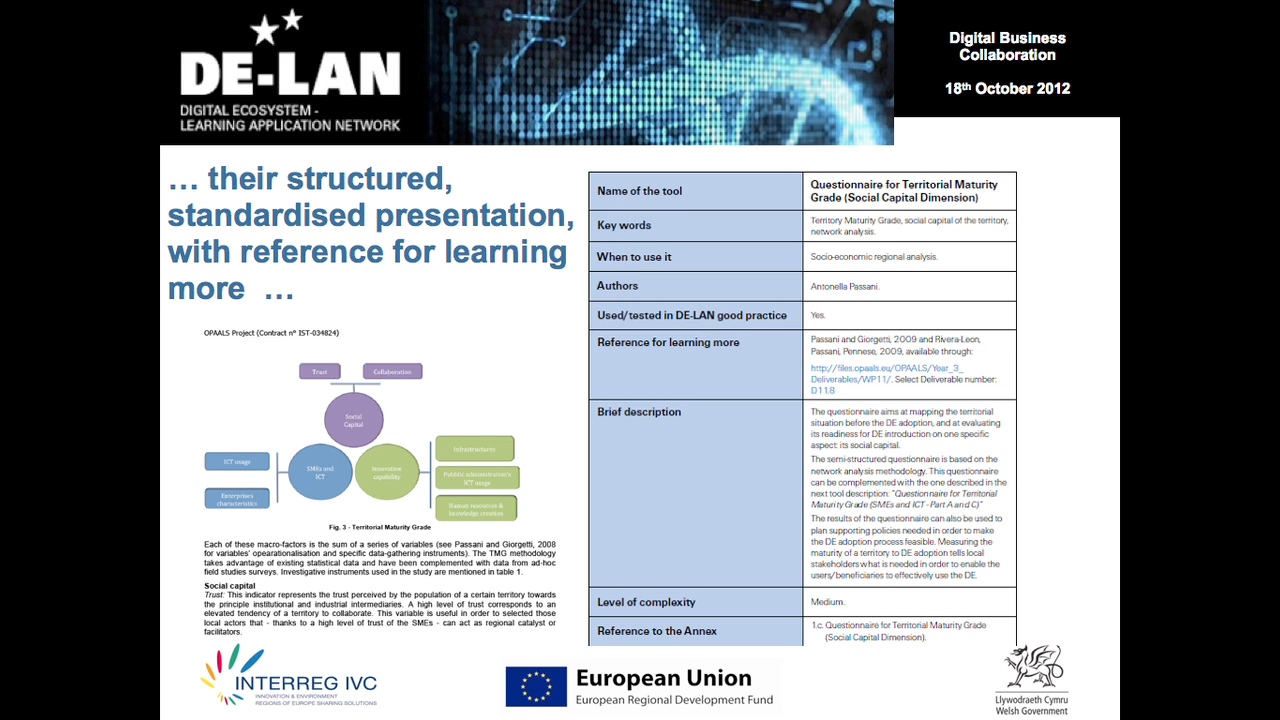 DE-LAN
DIGITAL ECOSYSTEM -
LEARNING APPLICATION NETWORK
Digital Business
Collaboration
18th October 2012
… their structured,
standardised presentation,
with reference for learning
more …
OPAALS Project (Contract n° IST-034824)
Trust
Collaboration
Social
Capital
ICT usage
Enterprises
characteristics
SMEs and
ICT
Innovation
capability
Infrastructures
Public administration's
ICT usage
Human resources &
knowledge creation
Fig. 3 - Territorial Maturity Grade
Each of these macro-factors is the sum of a series of variables (see Passani and Giorgetti, 2008
for variables' opearationalisation and specific data-gathering instruments). The TMG methodology
takes advantage of existing statistical data and have been complemented with data from ad-hoc
field studies surveys. Investigative instruments used in the study are mentioned in table 1.
Social capital
Trust: This indicator represents the trust perceived by the population of a certain territory towards
the principle institutional and industrial intermediaries. A high level of trust corresponds to an
elevated tendency of a territory to collaborate. This variable is useful in order to selected those
local actors that - thanks to a high level of trust of the SMEs - can act as regional catalyst or
facilitators.
Name of the tool
Questionnaire for Territorial Maturity
Grade (Social Capital Dimension)
Key words
Territory Maturity Grade, social capital of the territory,
network analysis.
When to use it
Socio-economic regional analysis.
Authors
Antonella Passani.
Used/tested in DE-LAN good practice
Yes.
Reference for learning more
Passani and Giorgetti, 2009 and Rivera-Leon,
Passani, Pennese, 2009, available through:
http://files.opaals.eu/OPAALS/Year_3_
Deliverables/WP11/. Select Deliverable number:
D11.8
Brief description
The questionnaire aims at mapping the territorial
situation before the DE adoption, and at evaluating
its readiness for DE introduction on one specific
aspect: its social capital.
The semi-structured questionnaire is based on the
network analysis methodology. This questionnaire
can be complemented with the one described in the
next tool description: "Questionnaire for Territorial
Maturity Grade (SMEs and ICT - Part A and C)"
The results of the questionnaire can also be used to
plan supporting policies needed in order to make
the DE adoption process feasible. Measuring the
maturity of a territory to DE adoption tells local
stakeholders what is needed in order to enable the
users/beneficiaries to effectively use the DE.
Level of complexity
Medium.
Reference to the Annex
1.c. Questionnaire for Territorial Maturity Grade
(Social Capital Dimension).
INTERREG IVC
INNOVATION & ENVIRONMENT
REGIONS OF EUROPE SHARING SOLUTIONS
European Union
European Regional Development Fund
Llywodraeth Cymru
Welsh Government